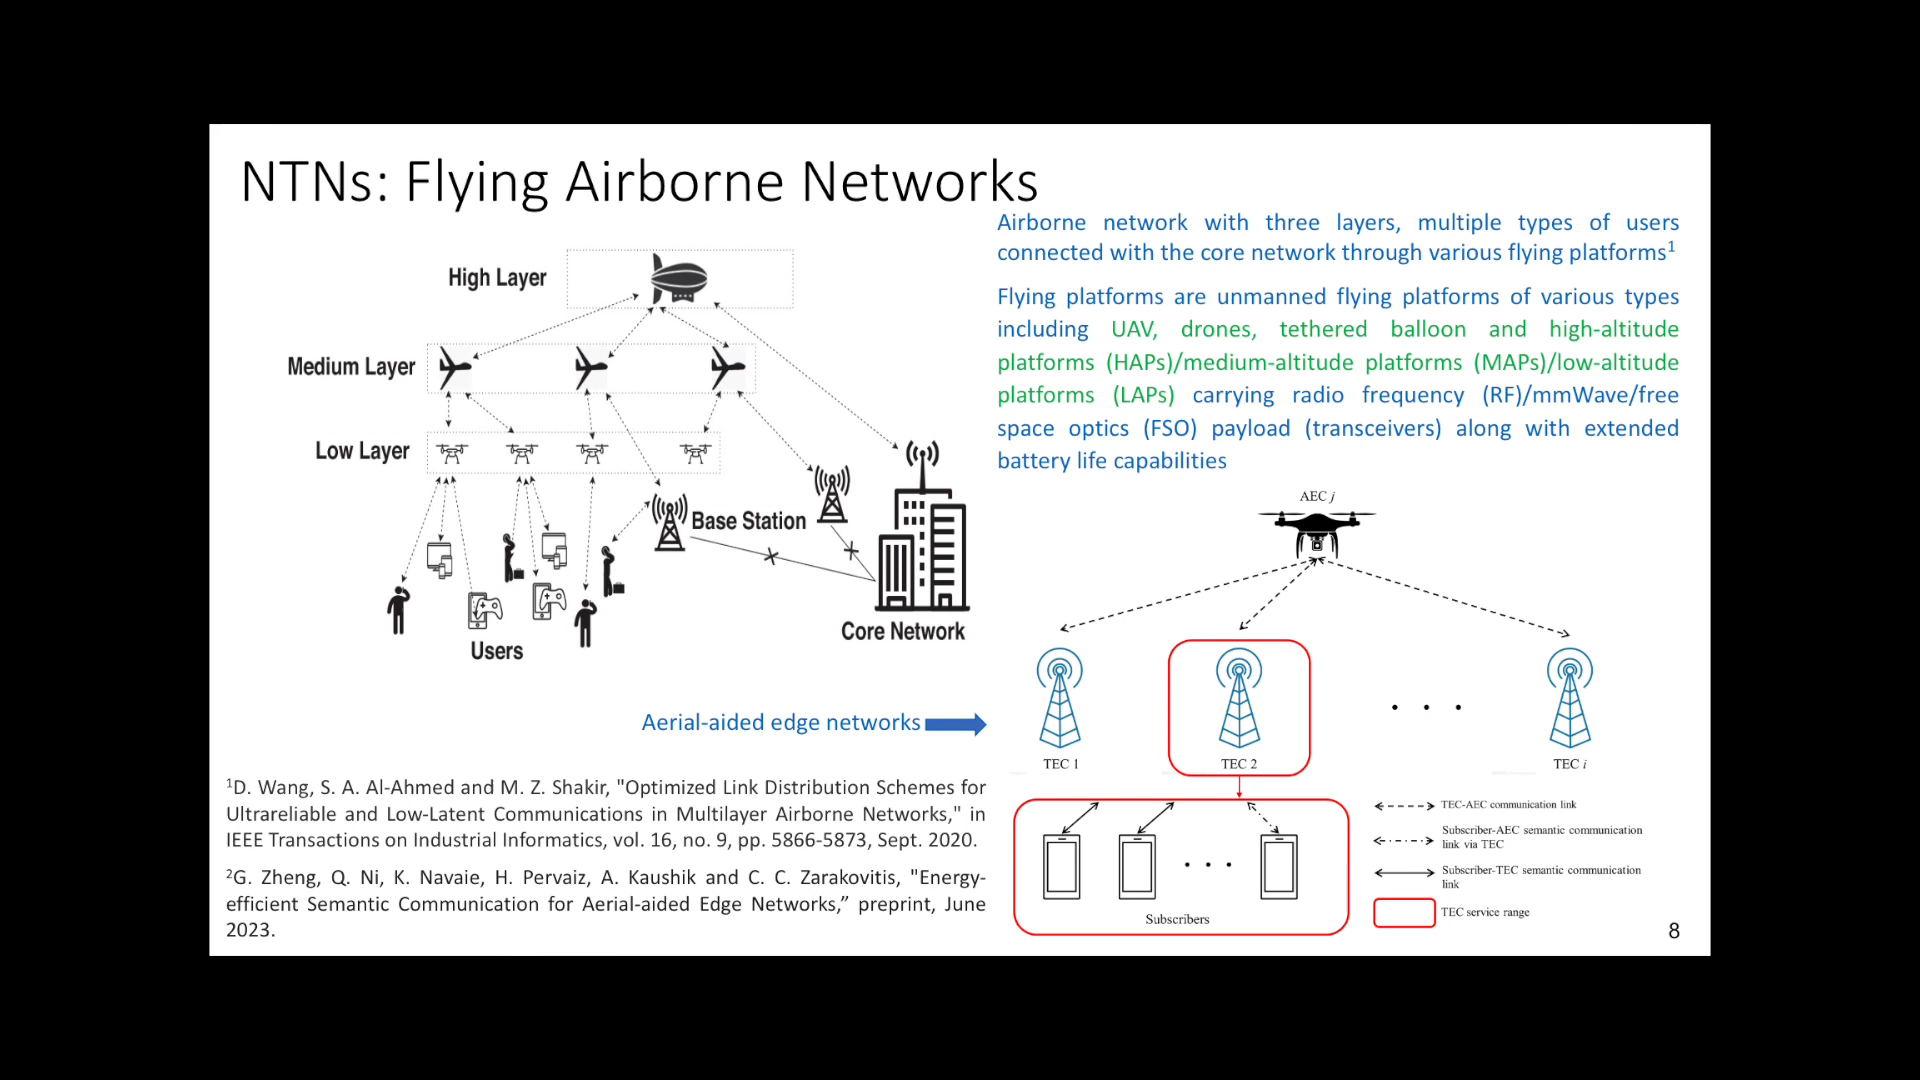 NTNs: Flying Airborne Networks
Airborne network with three layers, multiple types of users
connected with the core network through various flying platforms¹
Flying platforms are unmanned flying platforms of various types
including UAV, drones, tethered balloon and high-altitude
platforms (HAPs)/medium-altitude platforms (MAPs)/low-altitude
platforms (LAPs) carrying radio frequency (RF)/mmWave/free
space optics (FSO) payload (transceivers) along with extended
battery life capabilities
High Layer
Medium Layer
Low Layer
Base Station
Core Network
Users
Aerial-aided edge networks
AEC j
TEC 1
TEC 2
. . .
TEC i
. . .
Subscribers
TEC-AEC communication link
Subscriber-AEC semantic communication
link via TEC
Subscriber-TEC semantic communication
link
TEC service range
¹D. Wang, S. A. Al-Ahmed and M. Z. Shakir, "Optimized Link Distribution Schemes for
Ultrareliable and Low-Latent Communications in Multilayer Airborne Networks," in
IEEE Transactions on Industrial Informatics, vol. 16, no. 9, pp. 5866-5873, Sept. 2020.
²G. Zheng, Q. Ni, K. Navaie, H. Pervaiz, A. Kaushik and C. C. Zarakovitis, "Energy-
efficient Semantic Communication for Aerial-aided Edge Networks,” preprint, June
2023.
8